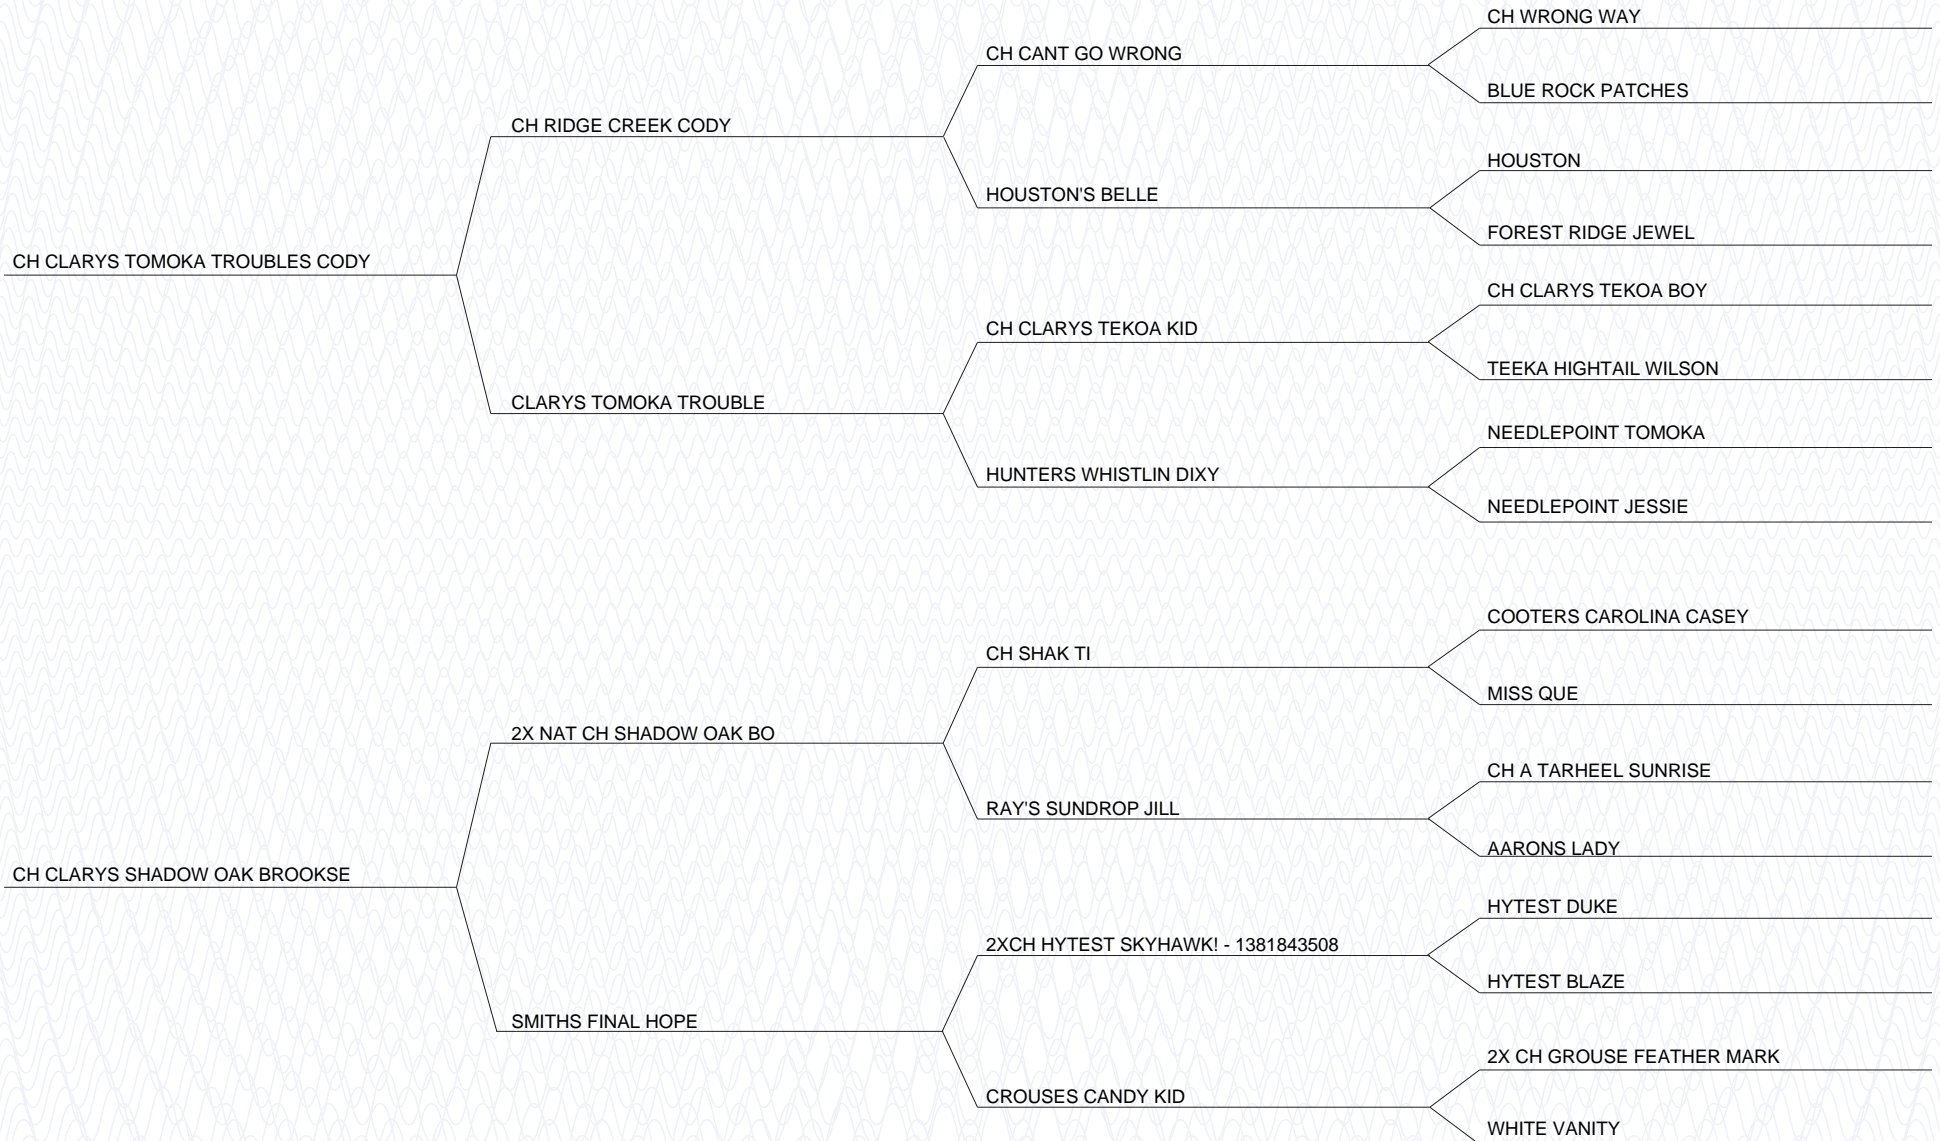 CH WRONG WAY
CH CANT GO WRONG
BLUE ROCK PATCHES
CH RIDGE CREEK CODY
HOUSTON
HOUSTON'S BELLE
FOREST RIDGE JEWEL
CH CLARYS TOMOKA TROUBLES CODY
CH CLARYS TEKOA BOY
CH CLARYS TEKOA KID
TEEKA HIGHTAIL WILSON
CLARYS TOMOKA TROUBLE
NEEDLEPOINT TOMOKA
HUNTERS WHISTLIN DIXY
NEEDLEPOINT JESSIE
COOTERS CAROLINA CASEY
CH SHAK TI
MISS QUE
2X NAT CH SHADOW OAK BO
CH A TARHEEL SUNRISE
RAY'S SUNDROP JILL
AARONS LADY
CH CLARYS SHADOW OAK BROOKSE
HYTEST DUKE
2XCH HYTEST SKYHAWK! - 1381843508
HYTEST BLAZE
SMITHS FINAL HOPE
2X CH GROUSE FEATHER MARK
CROUSES CANDY KID
WHITE VANITY